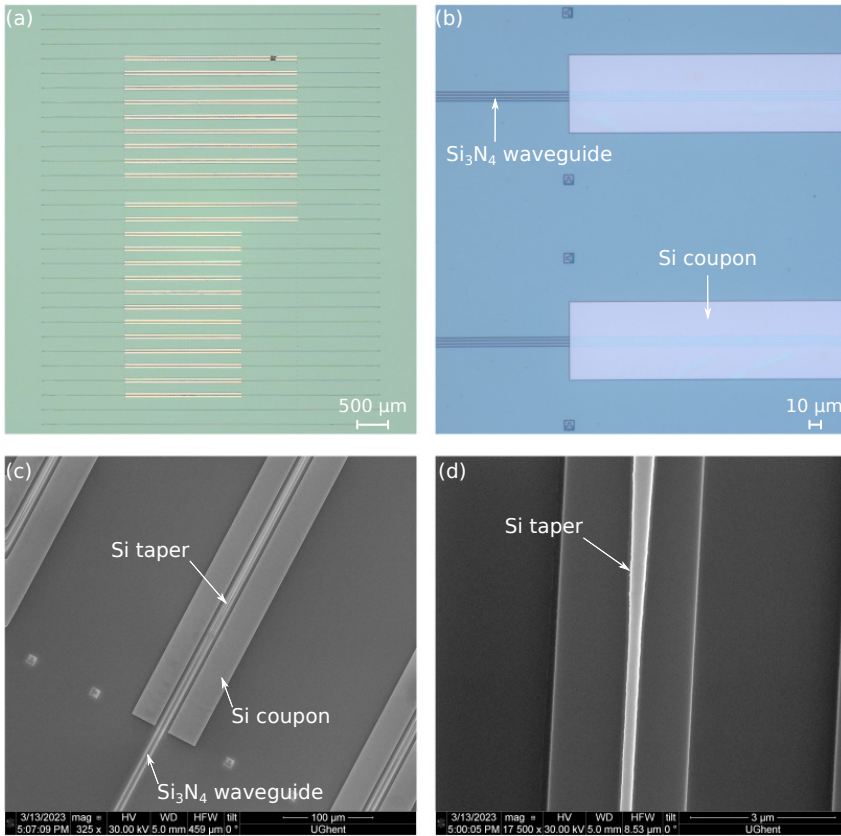 (a)
500 µm
(b)
Si₃N₄ waveguide
Si coupon
10 µm
(c)
Si taper
Si coupon
Si₃N₄ waveguide
3/13/2023 mag HV WD HFW tilt 100 µm
5:07:09 PM 325 x 30.00 kV 5.0 mm 459 µm 0 ° UGhent
(d)
Si taper
3/13/2023 mag HV WD HFW tilt 3 µm
5:00:05 PM 17 500 x 30.00 kV 5.0 mm 8.53 µm 0 ° UGhent